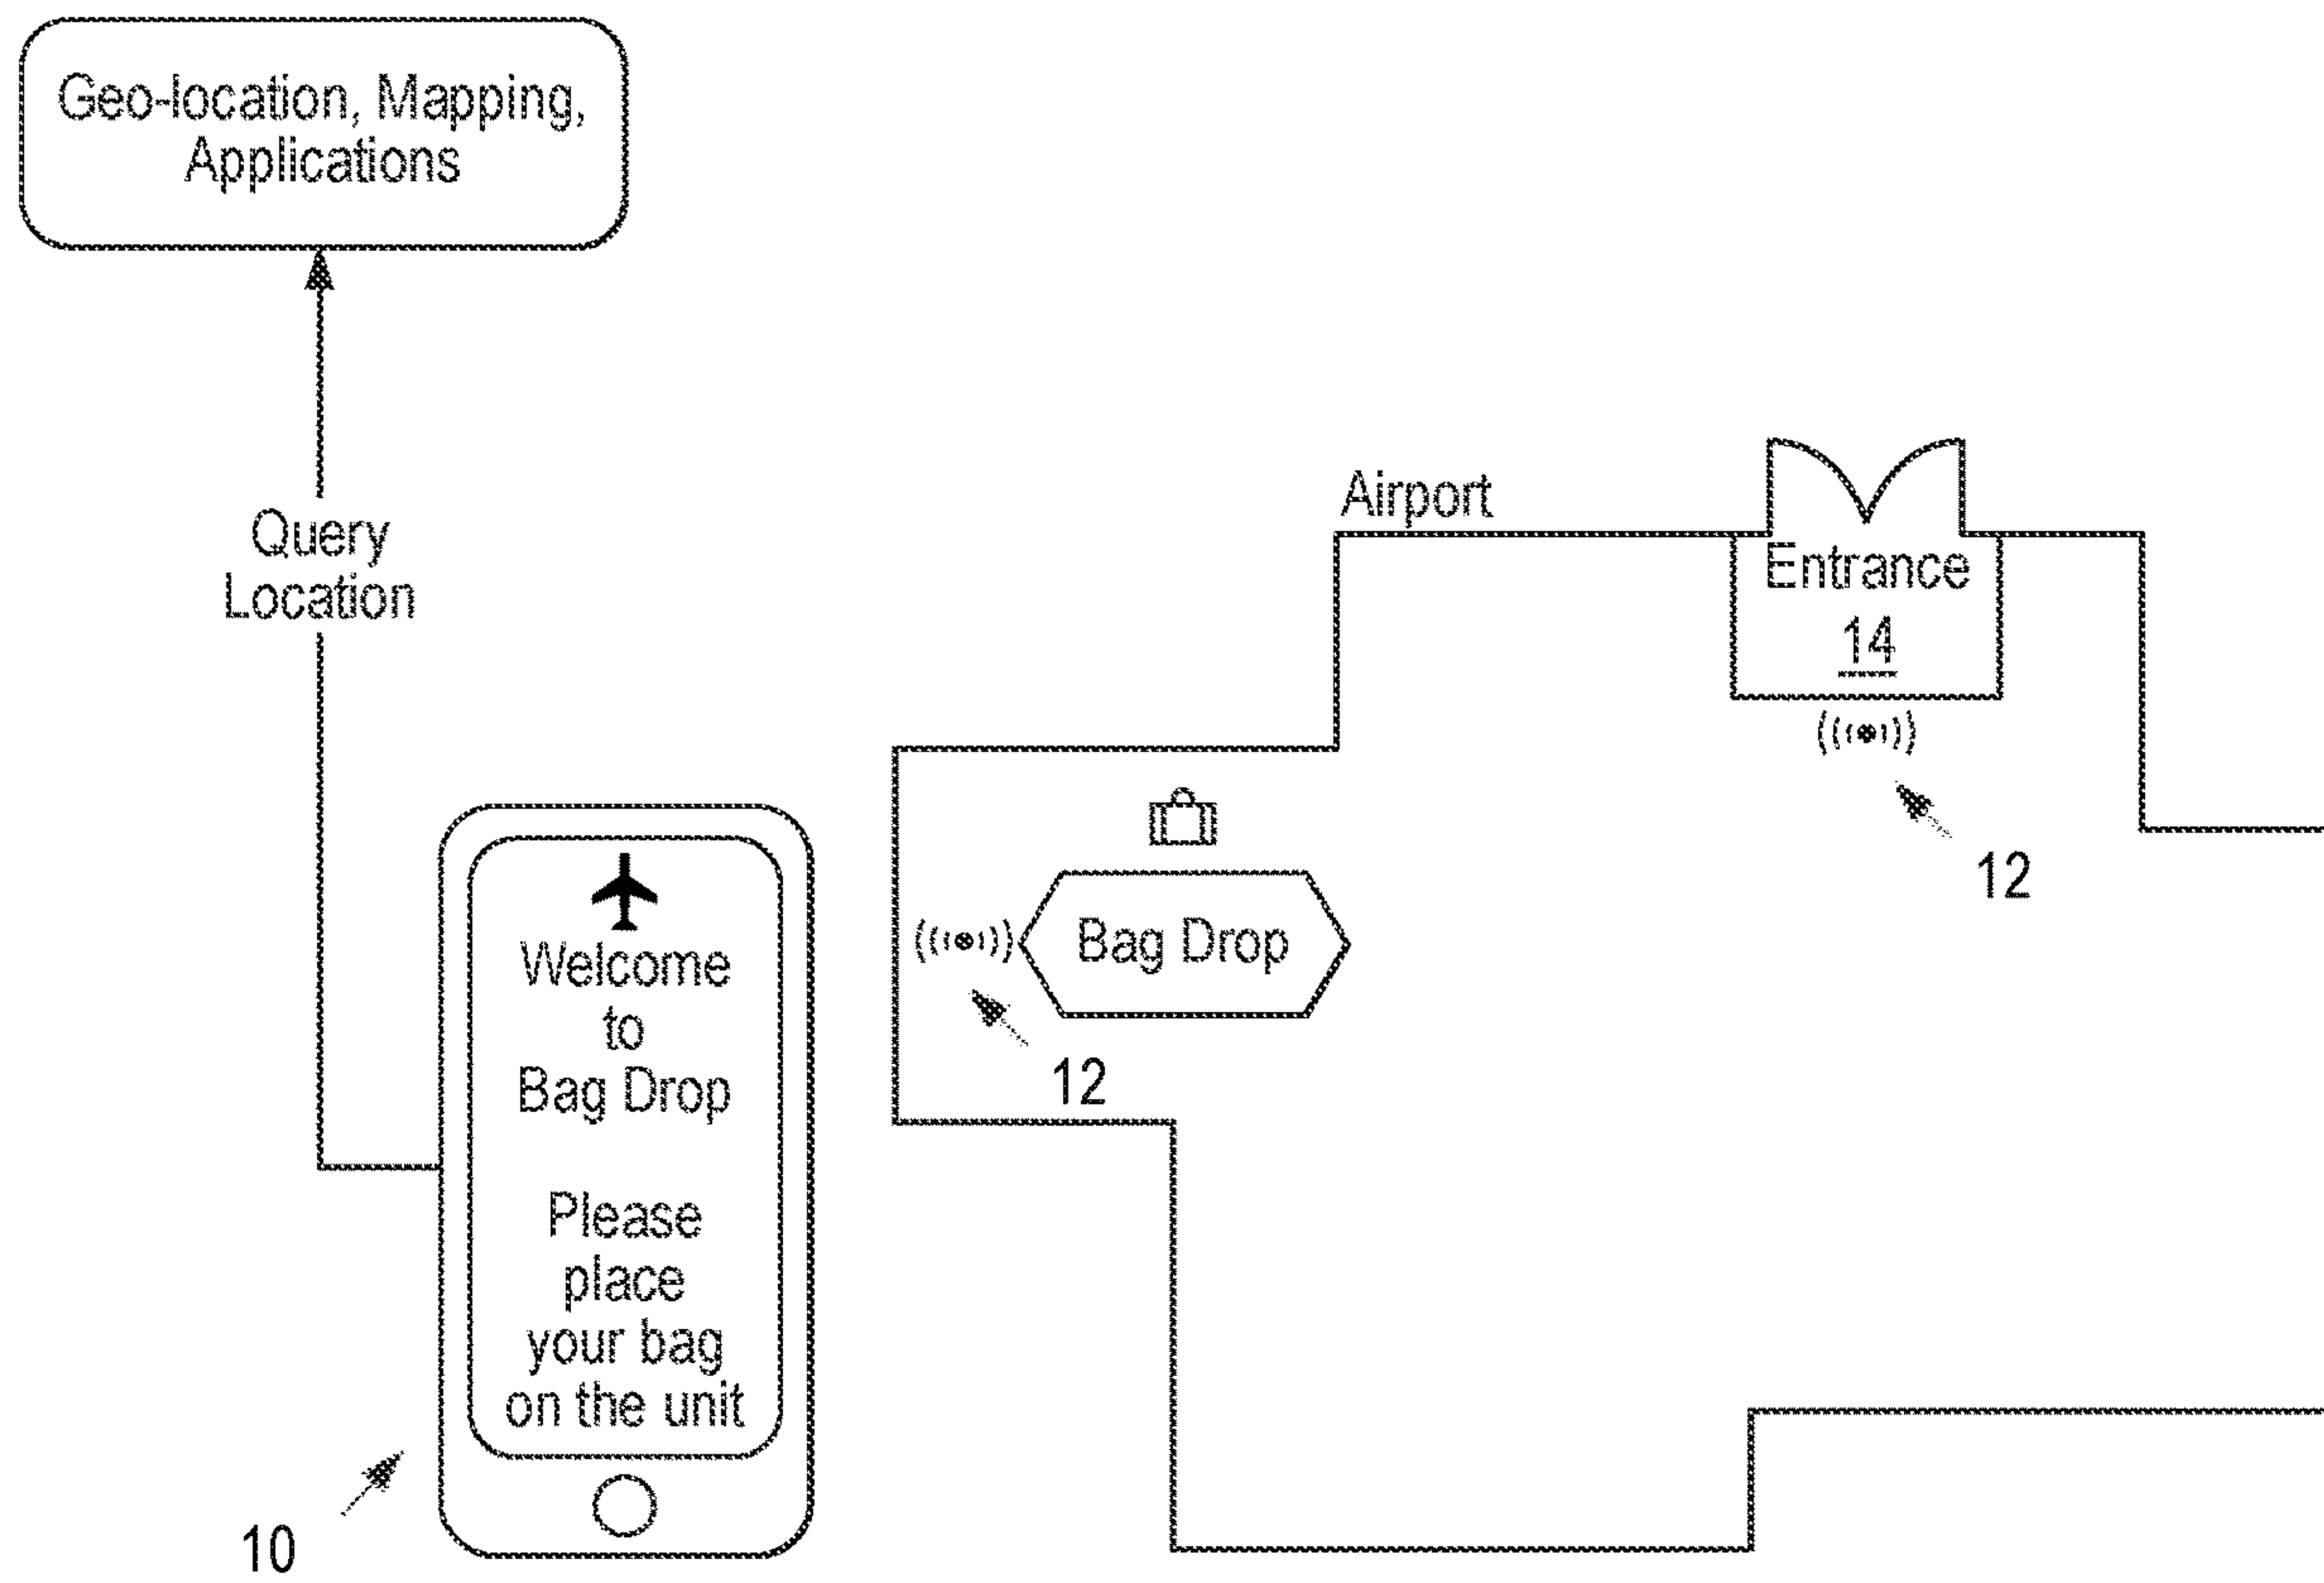 Geo-location, Mapping,
Applications
Query
Location
Airport
Entrance
14
12
Bag Drop
12
Welcome
to
Bag Drop
Please
place
your bag
on the unit
10